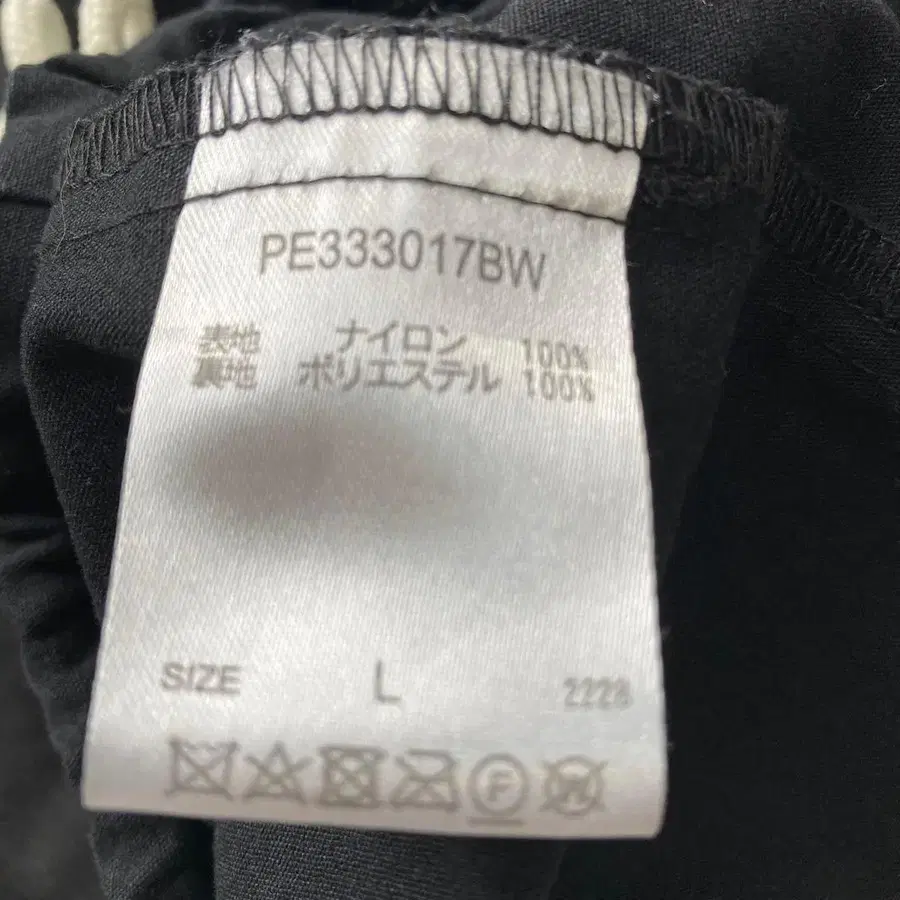 PE333017BW
表地 ナイロン 100%
裏地 ポリエステル 100%
SIZE L 2228
F W